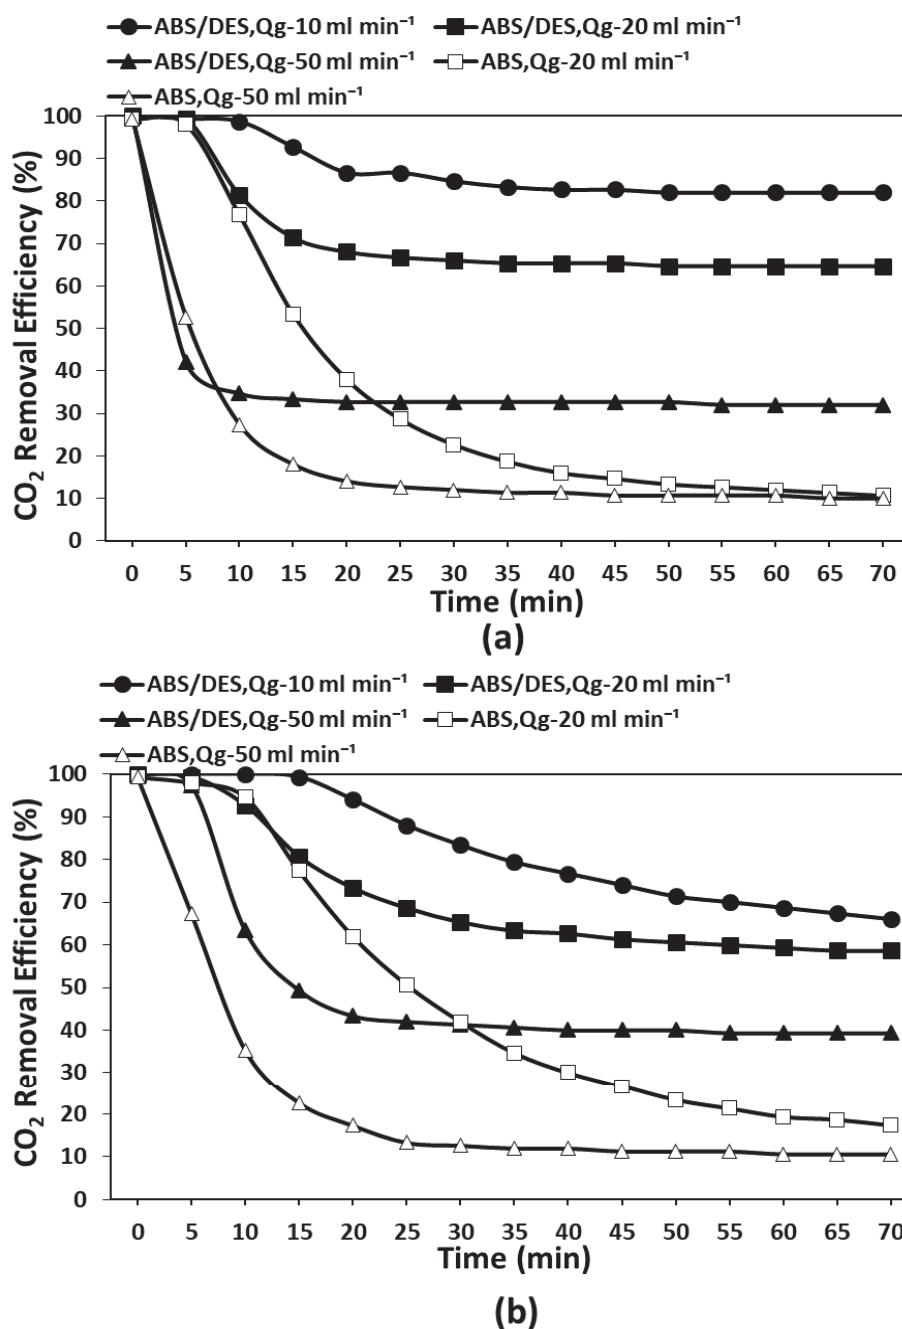 ABS/DES,Qg-10 ml min⁻¹ ABS/DES,Qg-20 ml min⁻¹
ABS/DES,Qg-50 ml min⁻¹ ABS,Qg-20 ml min⁻¹
ABS,Qg-50 ml min⁻¹
CO₂ Removal Efficiency (%)
100
90
80
70
60
50
40
30
20
10
0
0 5 10 15 20 25 30 35 40 45 50 55 60 65 70
Time (min)
(a)
ABS/DES,Qg-10 ml min⁻¹ ABS/DES,Qg-20 ml min⁻¹
ABS/DES,Qg-50 ml min⁻¹ ABS,Qg-20 ml min⁻¹
ABS,Qg-50 ml min⁻¹
CO₂ Removal Efficiency (%)
100
90
80
70
60
50
40
30
20
10
0
0 5 10 15 20 25 30 35 40 45 50 55 60 65 70
Time (min)
(b)